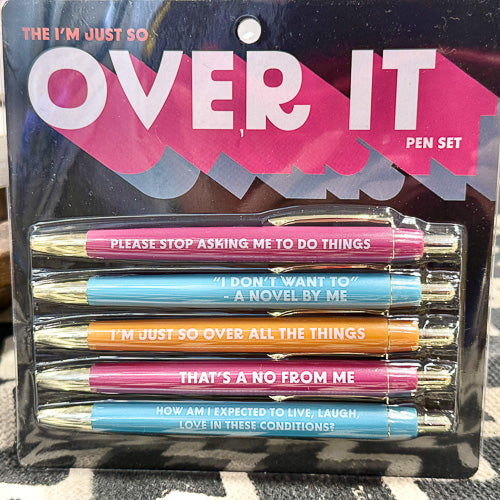 THE I'M JUST SO
OVER IT
PEN SET
PLEASE STOP ASKING ME TO DO THINGS
"I DON'T WANT TO"
- A NOVEL BY ME
I'M JUST SO OVER ALL THE THINGS
THAT'S A NO FROM ME
HOW AM I EXPECTED TO LIVE, LAUGH,
LOVE IN THESE CONDITIONS?